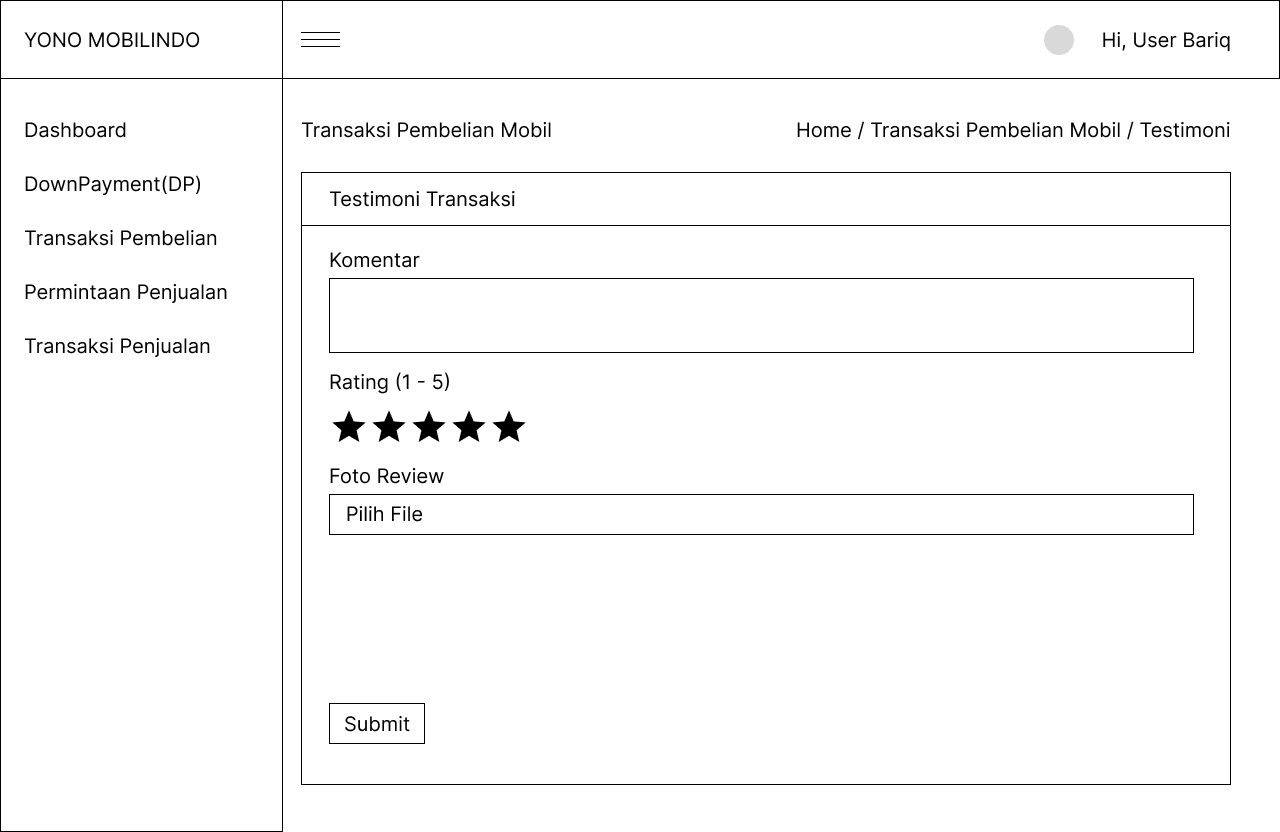 YONO MOBILINDO
Hi, User Bariq
Dashboard
DownPayment(DP)
Transaksi Pembelian
Permintaan Penjualan
Transaksi Penjualan
Transaksi Pembelian Mobil
Home / Transaksi Pembelian Mobil / Testimoni
Testimoni Transaksi
Komentar
Rating (1 - 5)
Foto Review
Pilih File
Submit